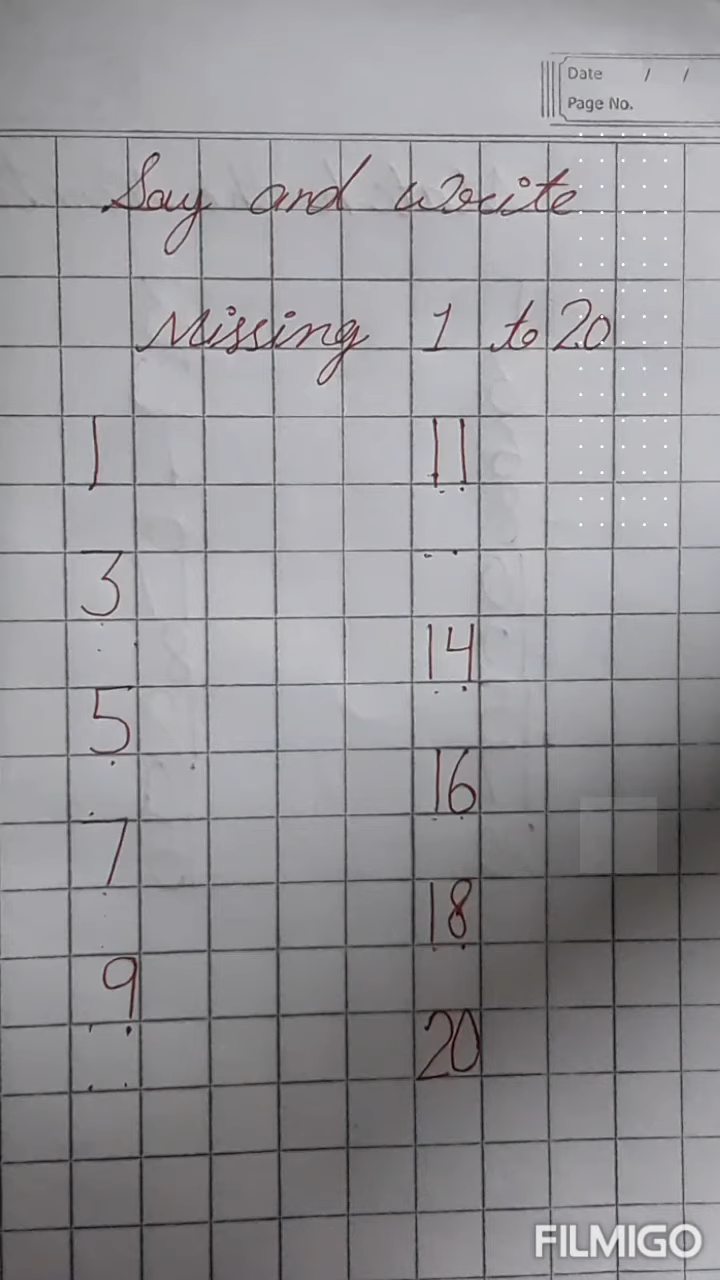 Date / /
Page No.
Say and write
Missing 1 to 20
1 11
3
14
5
16
7
18
9
20
FILMIGO